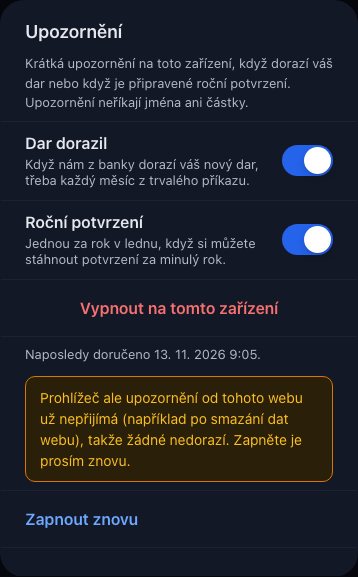 Upozornění
Krátká upozornění na toto zařízení, když dorazí váš
dar nebo když je připravené roční potvrzení.
Upozornění neříkají jména ani částky.
Dar dorazil
Když nám z banky dorazí váš nový dar,
třeba každý měsíc z trvalého příkazu.
Roční potvrzení
Jednou za rok v lednu, když si můžete
stáhnout potvrzení za minulý rok.
Vypnout na tomto zařízení
Naposledy doručeno 13. 11. 2026 9:05.
Prohlížeč ale upozornění od tohoto webu
už nepřijímá (například po smazání dat
webu), takže žádné nedorazí. Zapněte je
prosím znovu.
Zapnout znovu